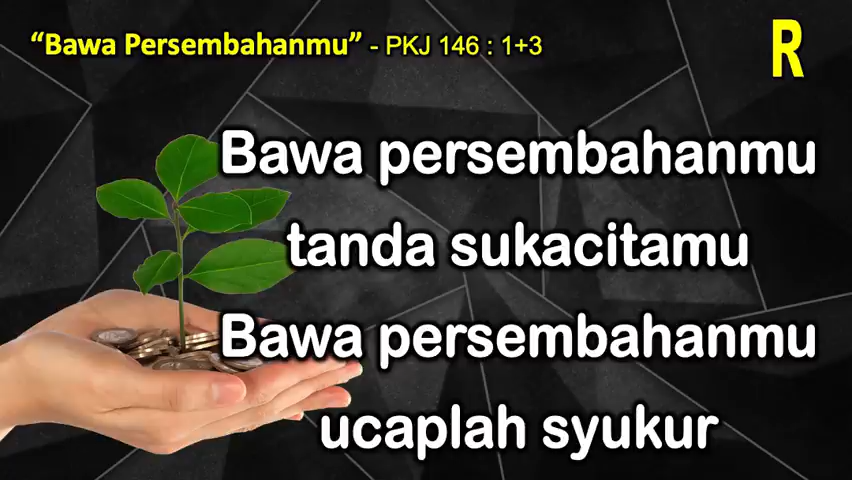 “Bawa Persembahanmu” - PKJ 146 : 1+3
R
Bawa persembahanmu
tanda sukacitamu
Bawa persembahanmu
ucaplah syukur